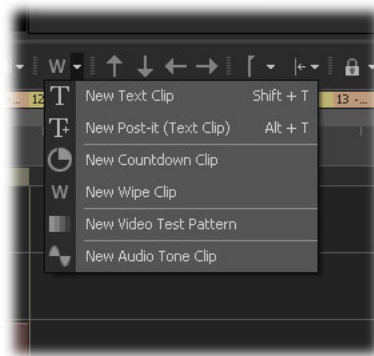 W
... 12
13 -...
T New Text Clip Shift + T
T+ New Post-it (Text Clip) Alt + T
New Countdown Clip
W New Wipe Clip
New Video Test Pattern
New Audio Tone Clip